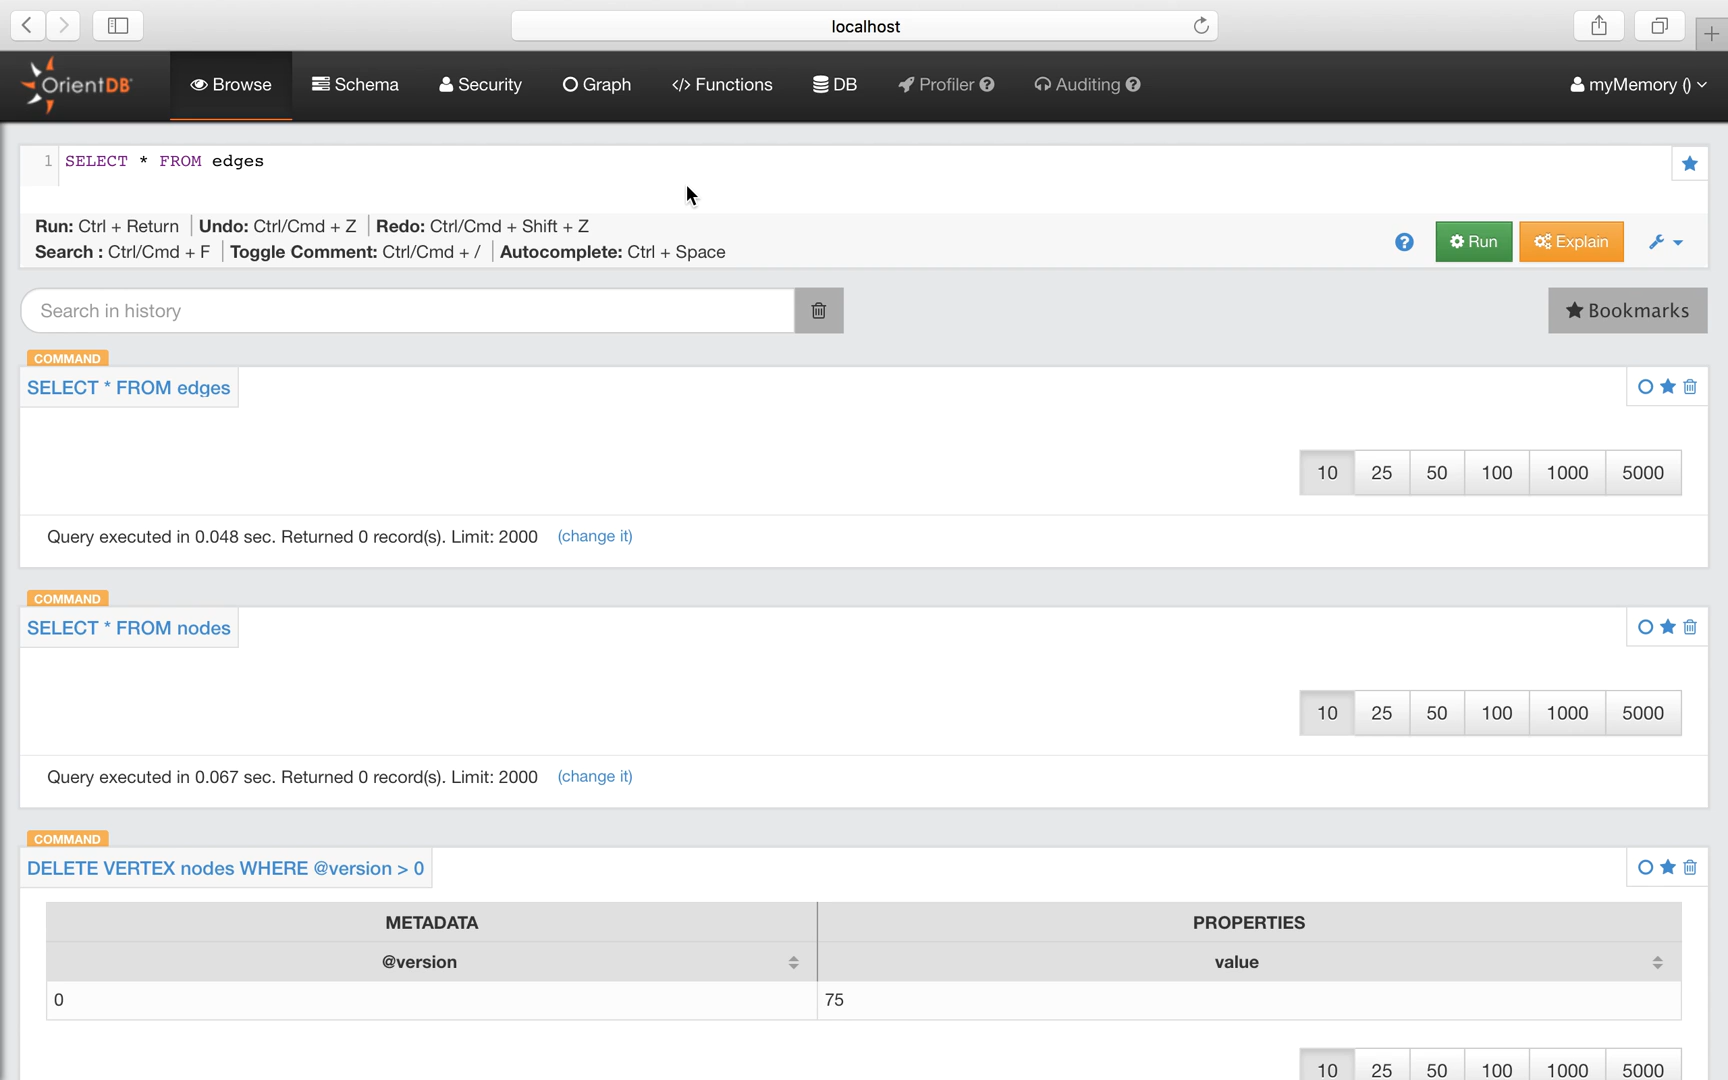 localhost
OrientDB Browse Schema Security Graph </> Functions DB Profiler Auditing myMemory ()
1 SELECT * FROM edges
Run: Ctrl + Return Undo: Ctrl/Cmd + Z Redo: Ctrl/Cmd + Shift + Z
Search : Ctrl/Cmd + F Toggle Comment: Ctrl/Cmd + / Autocomplete: Ctrl + Space
Run Explain
Search in history
Bookmarks
COMMAND
SELECT * FROM edges
10 25 50 100 1000 5000
Query executed in 0.048 sec. Returned 0 record(s). Limit: 2000 (change it)
COMMAND
SELECT * FROM nodes
10 25 50 100 1000 5000
Query executed in 0.067 sec. Returned 0 record(s). Limit: 2000 (change it)
COMMAND
DELETE VERTEX nodes WHERE @version > 0
METADATA PROPERTIES
@version value
0 75
10 25 50 100 1000 5000